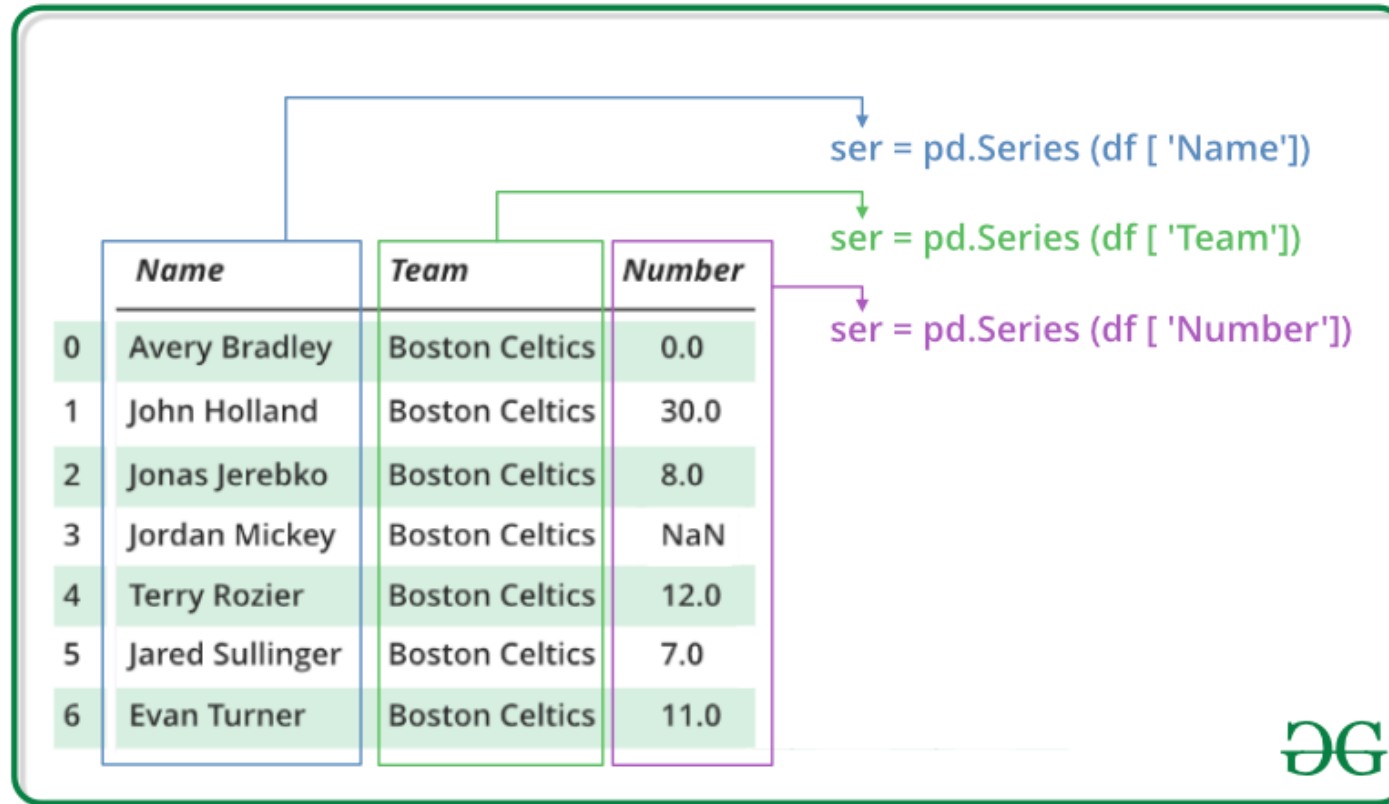 ser = pd.Series (df [ 'Name'])
ser = pd.Series (df [ 'Team'])
ser = pd.Series (df [ 'Number'])
Name Team Number
0 Avery Bradley Boston Celtics 0.0
1 John Holland Boston Celtics 30.0
2 Jonas Jerebko Boston Celtics 8.0
3 Jordan Mickey Boston Celtics NaN
4 Terry Rozier Boston Celtics 12.0
5 Jared Sullinger Boston Celtics 7.0
6 Evan Turner Boston Celtics 11.0